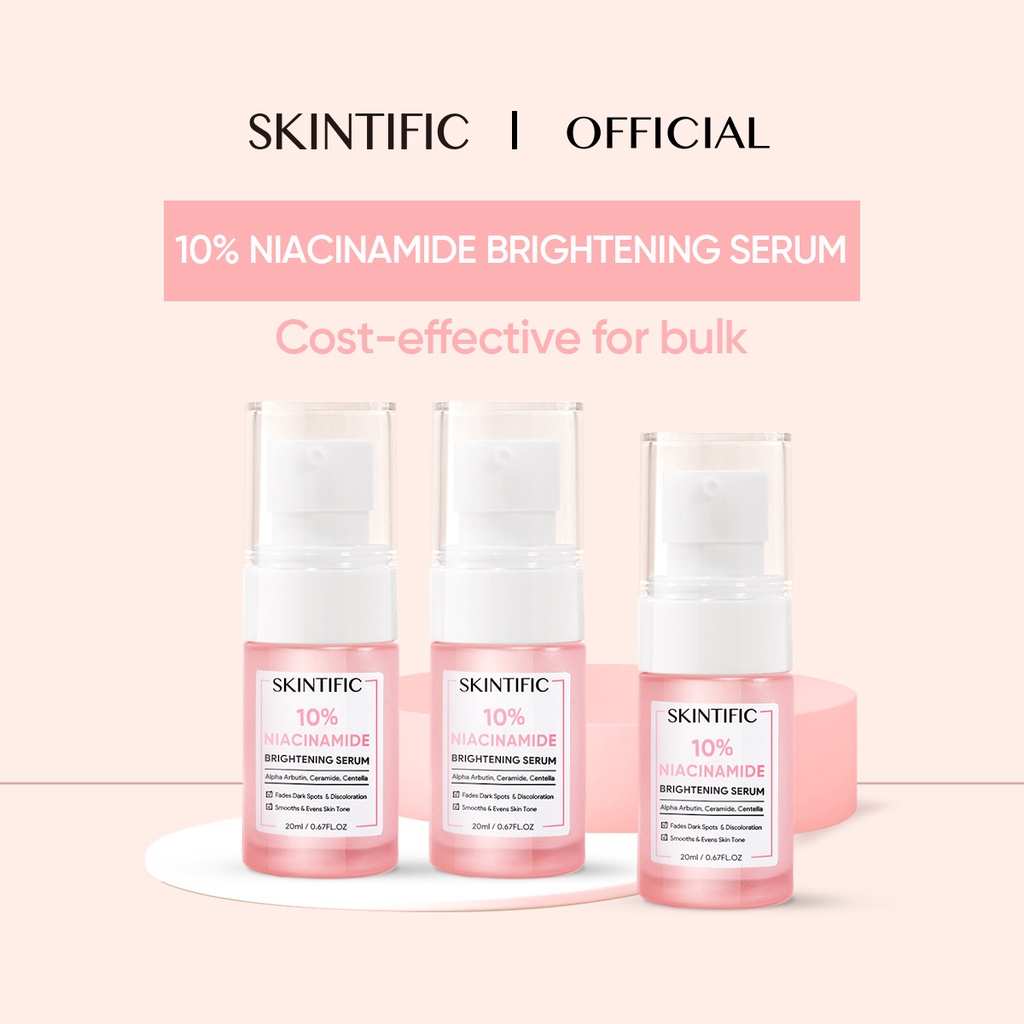 SKINTIFIC | OFFICIAL
10% NIACINAMIDE BRIGHTENING SERUM
Cost-effective for bulk
SKINTIFIC
10%
NIACINAMIDE
BRIGHTENING SERUM
Alpha Arbutin, Ceramide, Centella
Fades Dark Spots & Discoloration
Smooths & Evens Skin Tone
20ml / 0.67FL.OZ
SKINTIFIC
10%
NIACINAMIDE
BRIGHTENING SERUM
Alpha Arbutin, Ceramide, Centella
Fades Dark Spots & Discoloration
Smooths & Evens Skin Tone
20ml / 0.67FL.OZ
SKINTIFIC
10%
NIACINAMIDE
BRIGHTENING SERUM
Alpha Arbutin, Ceramide, Centella
Fades Dark Spots & Discoloration
Smooths & Evens Skin Tone
20ml / 0.67FL.OZ